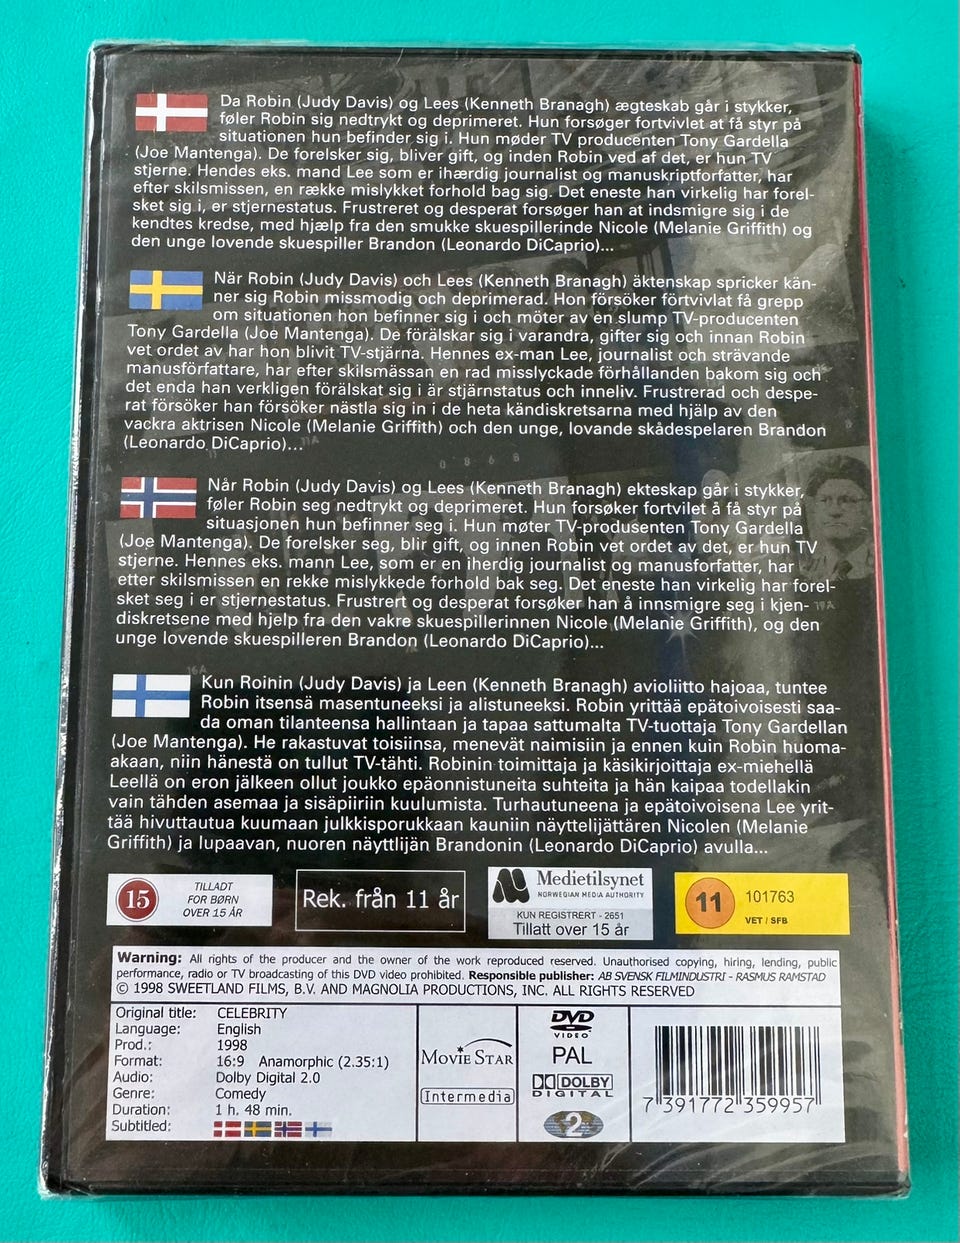 Da Robin (Judy Davis) og Lees (Kenneth Branagh) ægteskab går i stykker,
føler Robin sig nedtrykt og deprimeret. Hun forsøger fortvivlet at få styr på
situationen hun befinder sig i. Hun møder TV producenten Tony Gardella
(Joe Mantenga). De forelsker sig, bliver gift, og inden Robin ved af det, er hun TV
stjerne. Hendes eks. mand Lee som er ihærdig journalist og manuskriptforfatter, har
efter skilsmissen, en række mislykket forhold bag sig. Det eneste han virkelig har forel-
sket sig i, er stjernestatus. Frustreret og desperat forsøger han at indsmigre sig i de
kendtes kredse, med hjælp fra den smukke skuespillerinde Nicole (Melanie Griffith) og
den unge lovende skuespiller Brandon (Leonardo DiCaprio)...
När Robin (Judy Davis) och Lees (Kenneth Branagh) äktenskap spricker kän-
ner sig Robin missmodig och deprimerad. Hon försöker förtvivlat få grepp
om situationen hon befinner sig i och möter av en slump TV-producenten
Tony Gardella (Joe Mantenga). De förälskar sig i varandra, gifter sig och innan Robin
vet ordet av har hon blivit TV-stjärna. Hennes ex-man Lee, journalist och strävande
manusförfattare, har efter skilsmässan en rad misslyckade förhållanden bakom sig och
det enda han verkligen förälskat sig i är stjärnstatus och inneliv. Frustrerad och despe-
rat försöker han försöker nästla sig in i de heta kändiskretsarna med hjälp av den
vackra aktrisen Nicole (Melanie Griffith) och den unge, lovande skådespelaren Brandon
(Leonardo DiCaprio)...
Når Robin (Judy Davis) og Lees (Kenneth Branagh) ekteskap går i stykker,
føler Robin seg nedtrykt og deprimeret. Hun forsøker fortvilet å få styr på
situasjonen hun befinner seg i. Hun møter TV-produsenten Tony Gardella
(Joe Mantenga). De forelsker seg, blir gift, og innen Robin vet ordet av det, er hun TV
stjerne. Hennes eks. mann Lee, som er en iherdig journalist og manusforfatter, har
etter skilsmissen en rekke mislykkede forhold bak seg. Det eneste han virkelig har forel-
sket seg i er stjernestatus. Frustrert og desperat forsøker han å innsmigre seg i kjen-
diskretsene med hjelp fra den vakre skuespillerinnen Nicole (Melanie Griffith), og den
unge lovende skuespilleren Brandon (Leonardo DiCaprio)...
Kun Roihin (Judy Davis) ja Leen (Kenneth Branagh) avioliitto hajoaa, tuntee
Robin itsensä masentuneeksi ja alistuneeksi. Robin yrittää epätoivoisesti saa-
da oman tilanteensa hallintaan ja tapaa sattumalta TV-tuottaja Tony Gardellan
(Joe Mantenga). He rakastuvat toisiinsa, menevät naimisiin ja ennen kuin Robin huoma-
akaan, niin hänestä on tullut TV-tähti. Robinin toimittaja ja käsikirjoittaja ex-miehellä
Leellä on eron jälkeen ollut joukko epäonnistuneita suhteita ja hän kaipaa todellakin
vain tähden asemaa ja sisäpiiriin kuulumista. Turhautuneena ja epätoivoisena Lee yrit-
tää hivuttautua kuumaan julkkisporukkaan kauniin näyttelijättären Nicolen (Melanie
Griffith) ja lupaavan, nuoren näyttlijän Brandonin (Leonardo DiCaprio) avulla...
15 TILLADT
FOR BØRN
OVER 15 ÅR
Rek. från 11 år
Medietilsynet
NORWEGIAN MEDIA AUTHORITY
KUN REGISTRERT - 2651
Tillatt over 15 år
11 101763
VET / SFB
Warning: All rights of the producer and the owner of the work reproduced reserved. Unauthorised copying, hiring, lending, public
performance, radio or TV broadcasting of this DVD video prohibited. Responsible publisher: AB SVENSK FILMINDUSTRI - RASMUS RAMSTAD
© 1998 SWEETLAND FILMS, B.V. AND MAGNOLIA PRODUCTIONS, INC. ALL RIGHTS RESERVED
Original title: CELEBRITY
Language: English
Prod.: 1998
Format: 16:9 Anamorphic (2.35:1)
Audio: Dolby Digital 2.0
Genre: Comedy
Duration: 1 h. 48 min.
Subtitled:
MOVIE STAR
Intermedia
DVD
VIDEO
PAL
DOLBY
DIGITAL
2
7 391772 359957